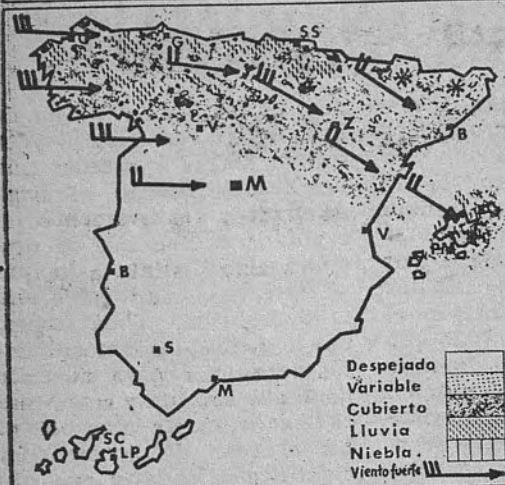 G SS
Z
V B
M
V
PM
B
S
M
SC
LP
Despejado
Variable
Cubierto
Lluvia
Niebla.
Viento fuerte